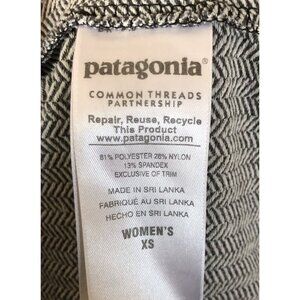 patagonia®
COMMON THREADS
PARTNERSHIP
Repair, Reuse, Recycle
This Product
www.patagonia.com
61% POLYESTER 26% NYLON
13% SPANDEX
EXCLUSIVE OF TRIM
MADE IN SRI LANKA
FABRIQUÉ AU SRI LANKA
HECHO EN SRI LANKA
WOMEN'S
XS